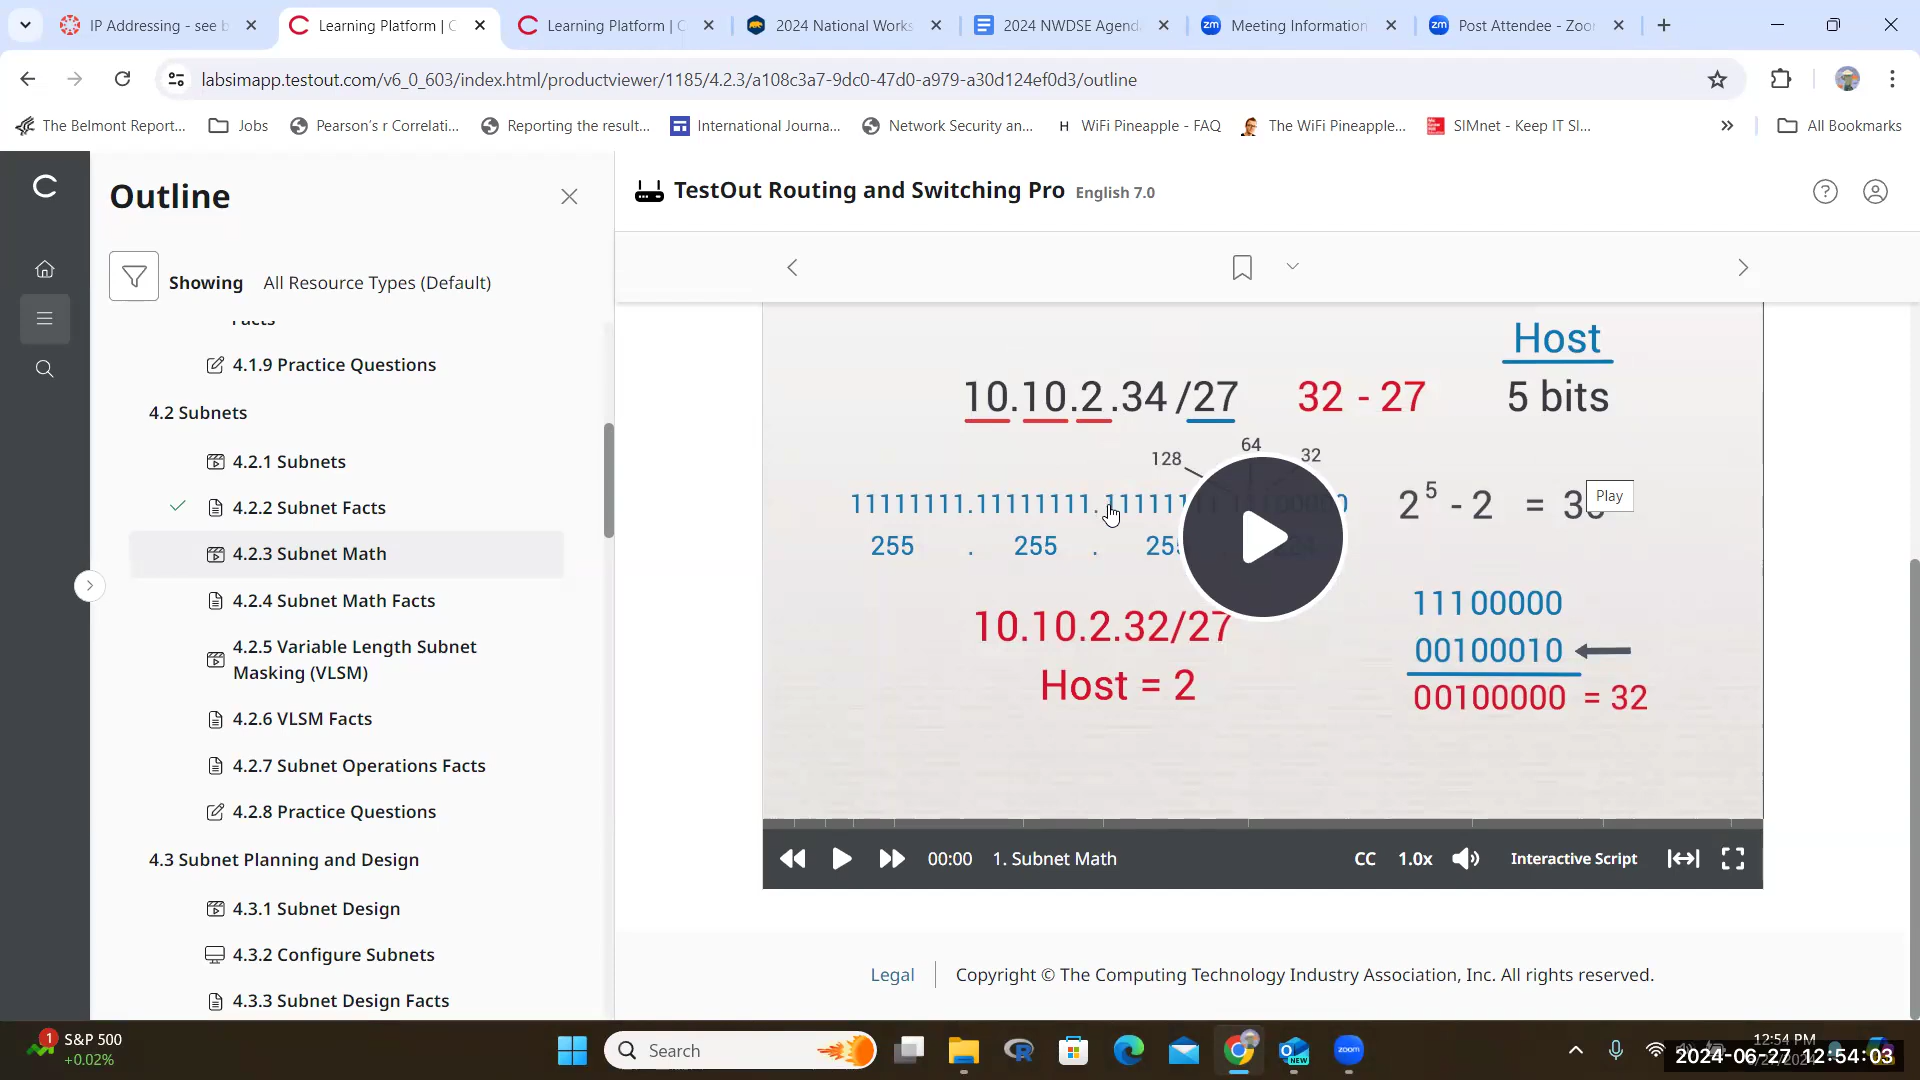 IP Addressing - see b
Learning Platform | C
Learning Platform | C
2024 National Works
2024 NWDSE Agenda
Meeting Information
Post Attendee - Zoo
labsimapp.testout.com/v6_0_603/index.html/productviewer/1185/4.2.3/a108c3a7-9dc0-47d0-a979-a30d124ef0d3/outline
The Belmont Report...
Jobs
Pearson's r Correlati...
Reporting the result...
International Journa...
Network Security an...
H WiFi Pineapple - FAQ
The WiFi Pineapple...
SIMnet - Keep IT SI...
All Bookmarks
Outline
Showing All Resource Types (Default)
Facts
4.1.9 Practice Questions
4.2 Subnets
4.2.1 Subnets
4.2.2 Subnet Facts
4.2.3 Subnet Math
4.2.4 Subnet Math Facts
4.2.5 Variable Length Subnet
Masking (VLSM)
4.2.6 VLSM Facts
4.2.7 Subnet Operations Facts
4.2.8 Practice Questions
4.3 Subnet Planning and Design
4.3.1 Subnet Design
4.3.2 Configure Subnets
4.3.3 Subnet Design Facts
TestOut Routing and Switching Pro English 7.0
Host
10.10.2.34 /27 32 - 27 5 bits
128 64 32
11111111.11111111.
2^5 - 2 = 3
Play
255 . 255 .
10.10.2.32/27
Host = 2
11100000
00100010
00100000 = 32
00:00 1. Subnet Math
CC 1.0x Interactive Script
Legal Copyright © The Computing Technology Industry Association, Inc. All rights reserved.
1 S&P 500
+0.02%
Search
NEW
zoom
12:54 PM
2024-06-27 12:54:03